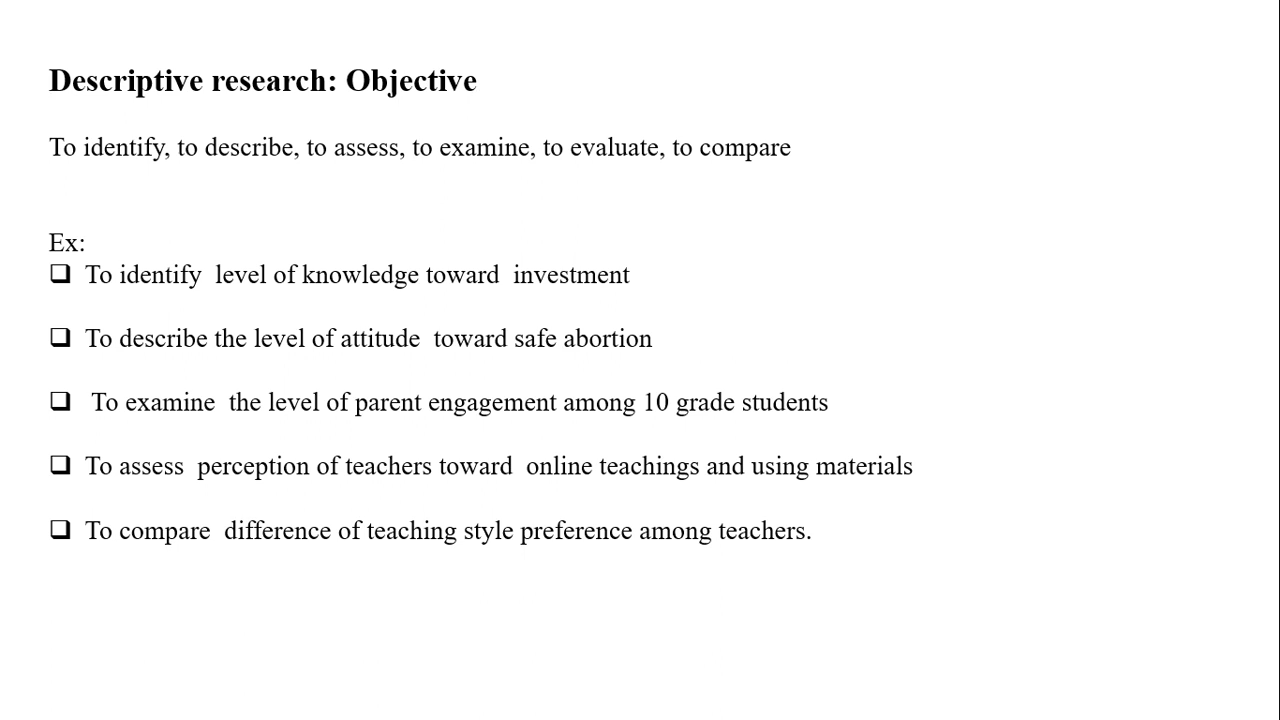 Descriptive research: Objective
To identify, to describe, to assess, to examine, to evaluate, to compare
Ex:
❑ To identify  level of knowledge toward  investment
❑ To describe the level of attitude  toward safe abortion
❑  To examine  the level of parent engagement among 10 grade students
❑ To assess  perception of teachers toward  online teachings and using materials
❑ To compare  difference of teaching style preference among teachers.